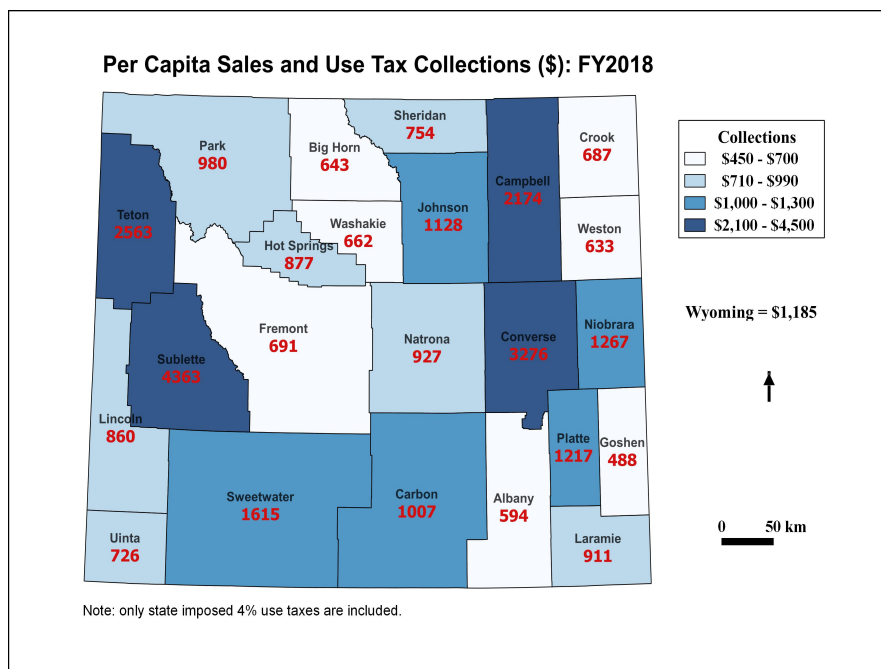 Per Capita Sales and Use Tax Collections ($): FY2018
Sheridan
754
Park
980
Big Horn
643
Crook
687
Campbell
2174
Teton
2563
Johnson
1128
Washakie
662
Weston
633
Hot Springs
877
Fremont
691
Natrona
927
Converse
3276
Niobrara
1267
Sublette
4363
Lincoln
860
Platte
1217
Goshen
488
Sweetwater
1615
Carbon
1007
Albany
594
Uinta
726
Laramie
911
Collections
$450 - $700
$710 - $990
$1,000 - $1,300
$2,100 - $4,500
Wyoming = $1,185
0 50 km
Note: only state imposed 4% use taxes are included.